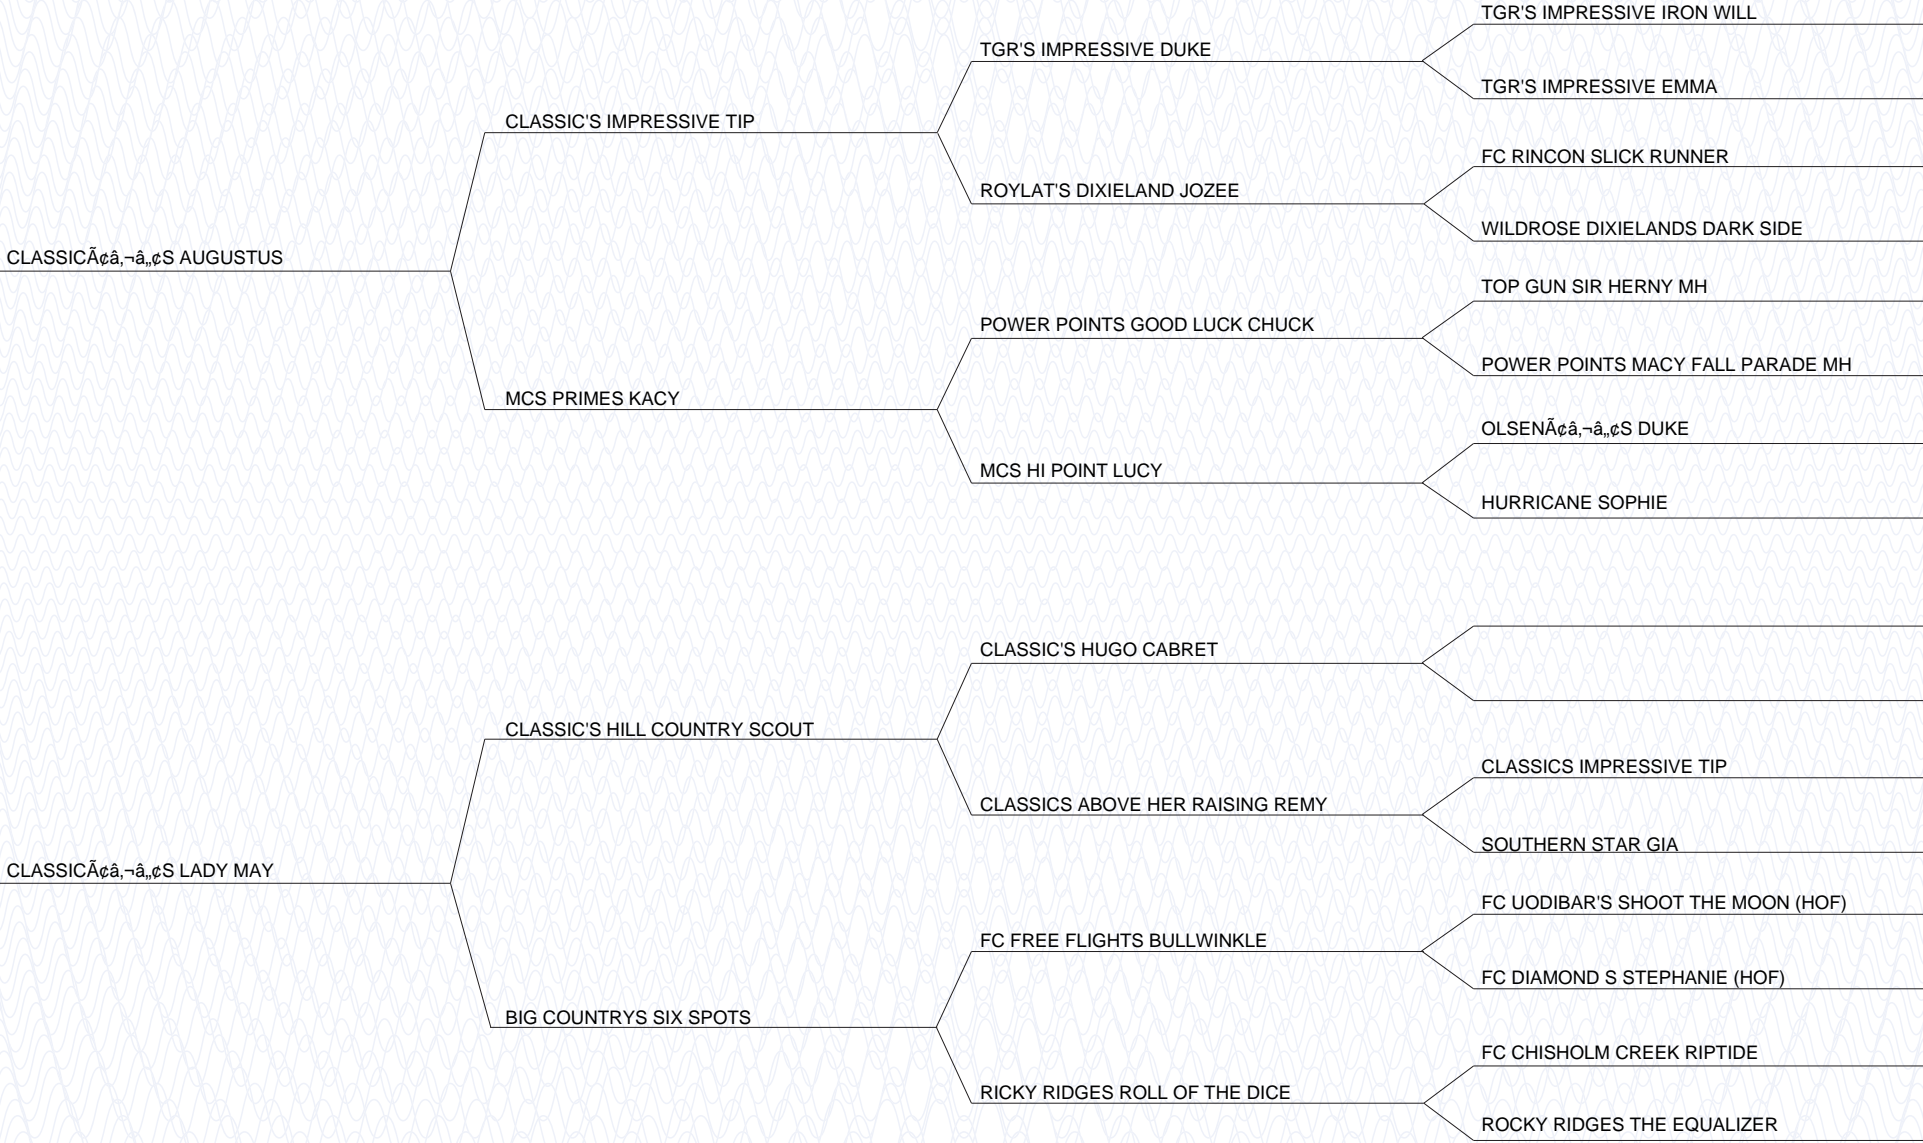 TGR'S IMPRESSIVE IRON WILL
TGR'S IMPRESSIVE DUKE
TGR'S IMPRESSIVE EMMA
CLASSIC'S IMPRESSIVE TIP
FC RINCON SLICK RUNNER
ROYLAT'S DIXIELAND JOZEE
WILDROSE DIXIELANDS DARK SIDE
CLASSICÃ¢â‚¬â„¢S AUGUSTUS
TOP GUN SIR HERNY MH
POWER POINTS GOOD LUCK CHUCK
POWER POINTS MACY FALL PARADE MH
MCS PRIMES KACY
OLSENÃ¢â‚¬â„¢S DUKE
MCS HI POINT LUCY
HURRICANE SOPHIE
CLASSIC'S HUGO CABRET
CLASSIC'S HILL COUNTRY SCOUT
CLASSICS IMPRESSIVE TIP
CLASSICS ABOVE HER RAISING REMY
SOUTHERN STAR GIA
CLASSICÃ¢â‚¬â„¢S LADY MAY
FC UODIBAR'S SHOOT THE MOON (HOF)
FC FREE FLIGHTS BULLWINKLE
FC DIAMOND S STEPHANIE (HOF)
BIG COUNTRYS SIX SPOTS
FC CHISHOLM CREEK RIPTIDE
RICKY RIDGES ROLL OF THE DICE
ROCKY RIDGES THE EQUALIZER